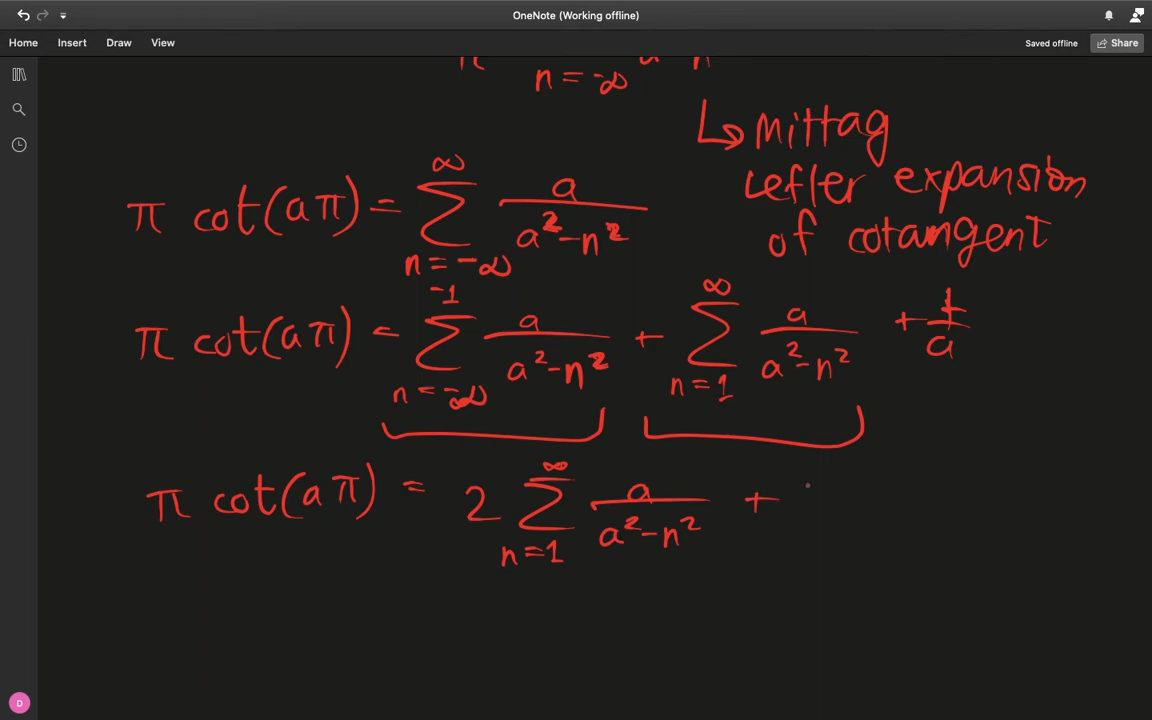 OneNote (Working offline)
Home Insert Draw View
Saved offline Share
n = -∞
↳ Mittag
Leffler expansion
of cotangent
π cot(aπ) = ∑_{n = -∞}^{∞} a/(a² - n²)
π cot(aπ) = ∑_{n = -∞}^{-1} a/(a² - n²) + ∑_{n = 1}^{∞} a/(a² - n²) + 1/a
π cot(aπ) = 2 ∑_{n = 1}^{∞} a/(a² - n²) +
D